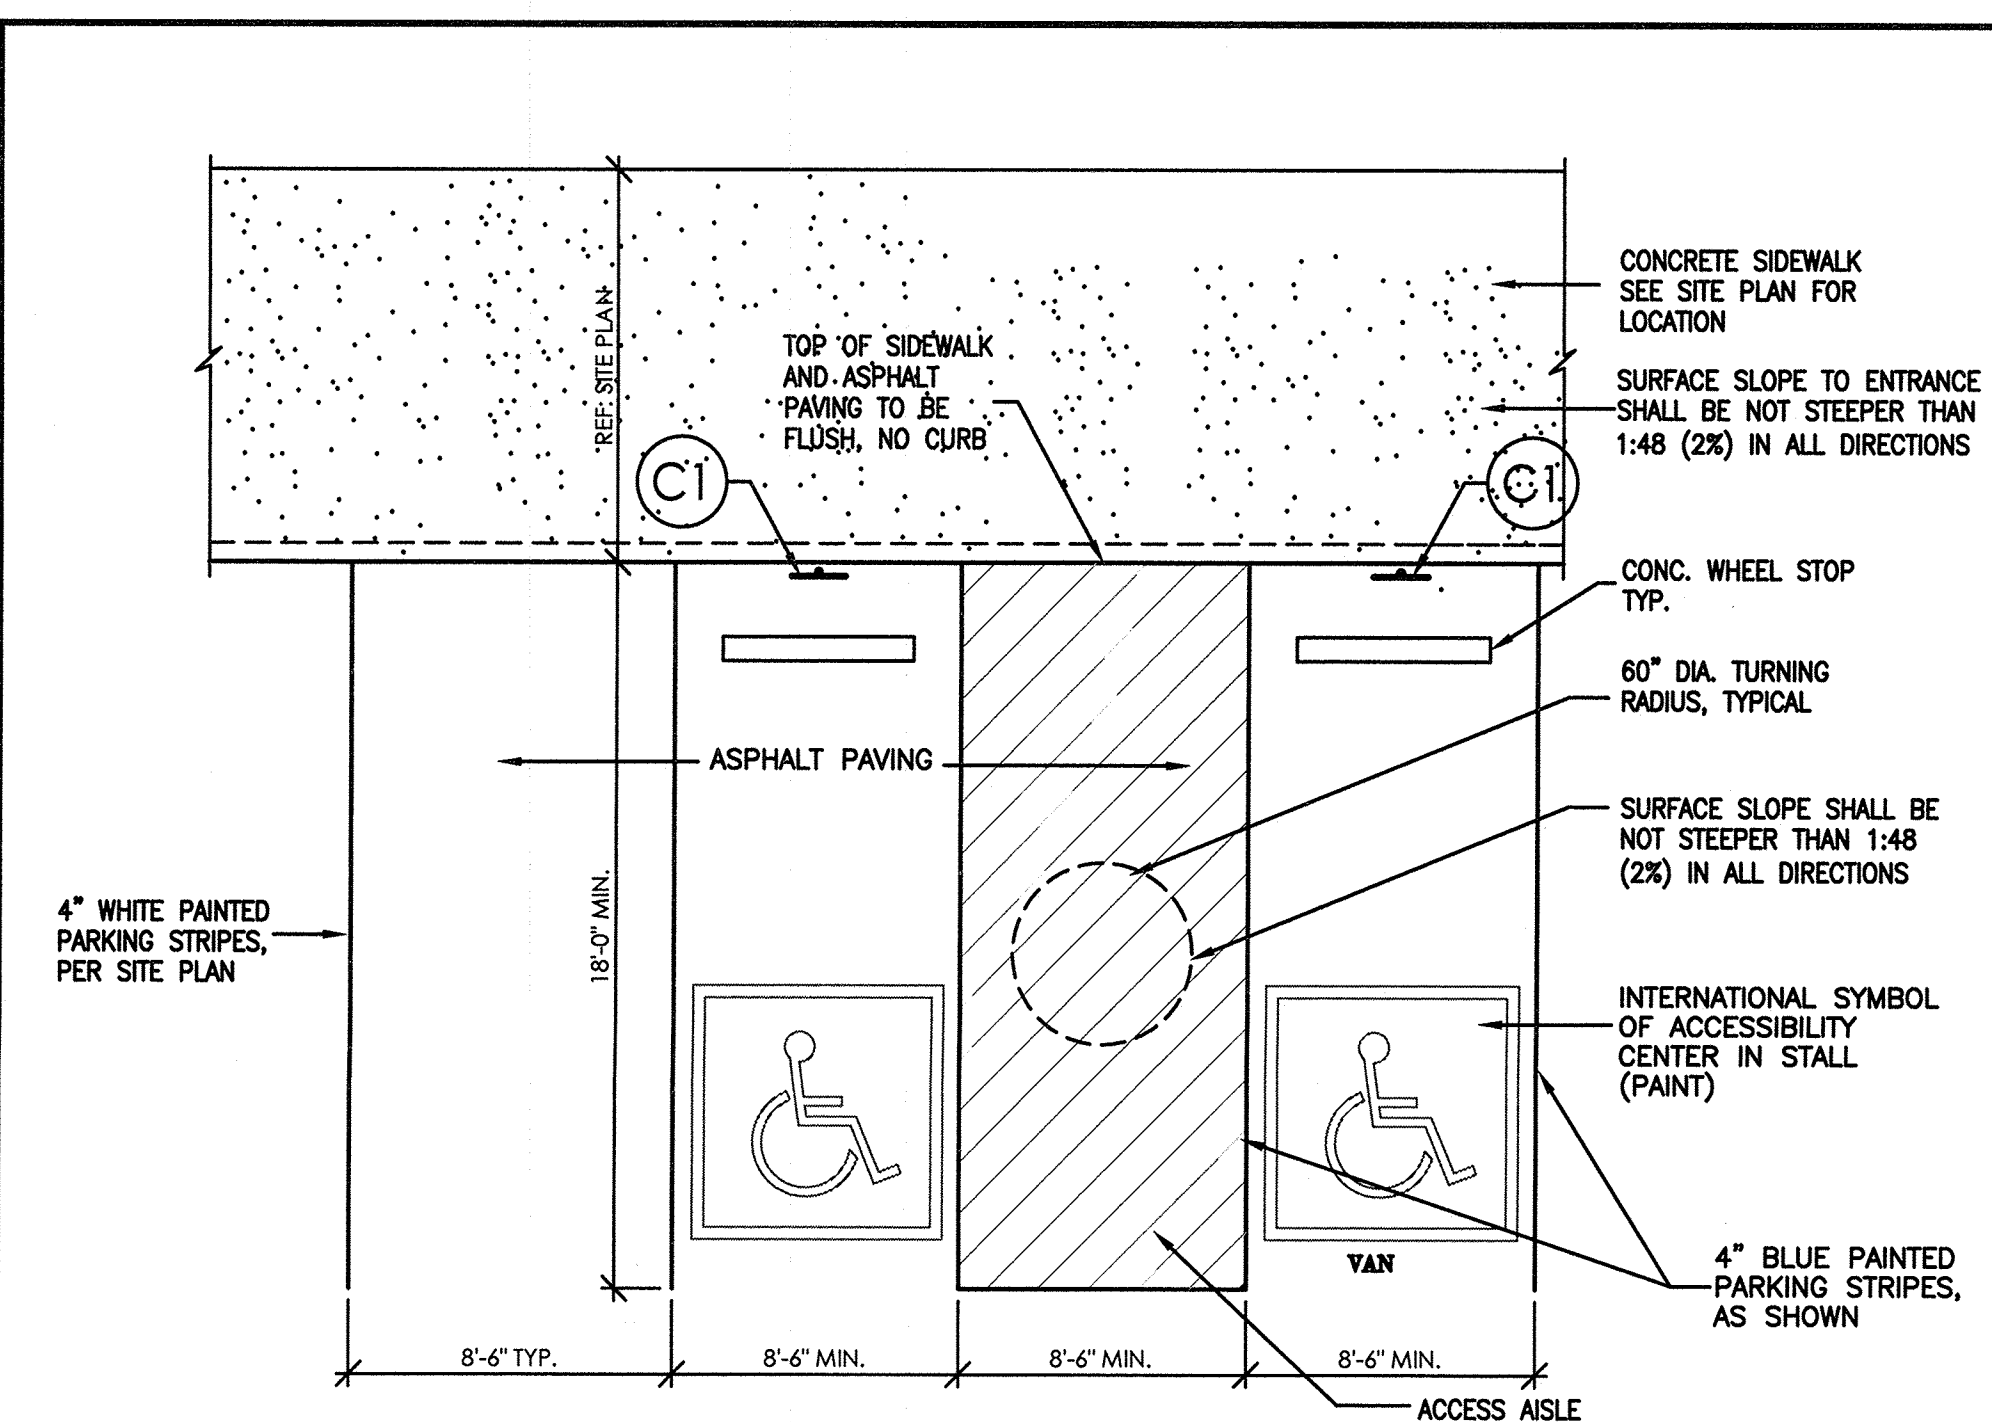 CONCRETE SIDEWALK
SEE SITE PLAN FOR
LOCATION
REF: SITE PLAN
TOP OF SIDEWALK
AND ASPHALT
PAVING TO BE
FLUSH, NO CURB
SURFACE SLOPE TO ENTRANCE
SHALL BE NOT STEEPER THAN
1:48 (2%) IN ALL DIRECTIONS
C1
C1
CONC. WHEEL STOP
TYP.
60" DIA. TURNING
RADIUS, TYPICAL
ASPHALT PAVING
SURFACE SLOPE SHALL BE
NOT STEEPER THAN 1:48
(2%) IN ALL DIRECTIONS
4" WHITE PAINTED
PARKING STRIPES,
PER SITE PLAN
18'-0" MIN.
INTERNATIONAL SYMBOL
OF ACCESSIBILITY
CENTER IN STALL
(PAINT)
VAN
4" BLUE PAINTED
PARKING STRIPES,
AS SHOWN
8'-6" TYP.
8'-6" MIN.
8'-6" MIN.
8'-6" MIN.
ACCESS AISLE